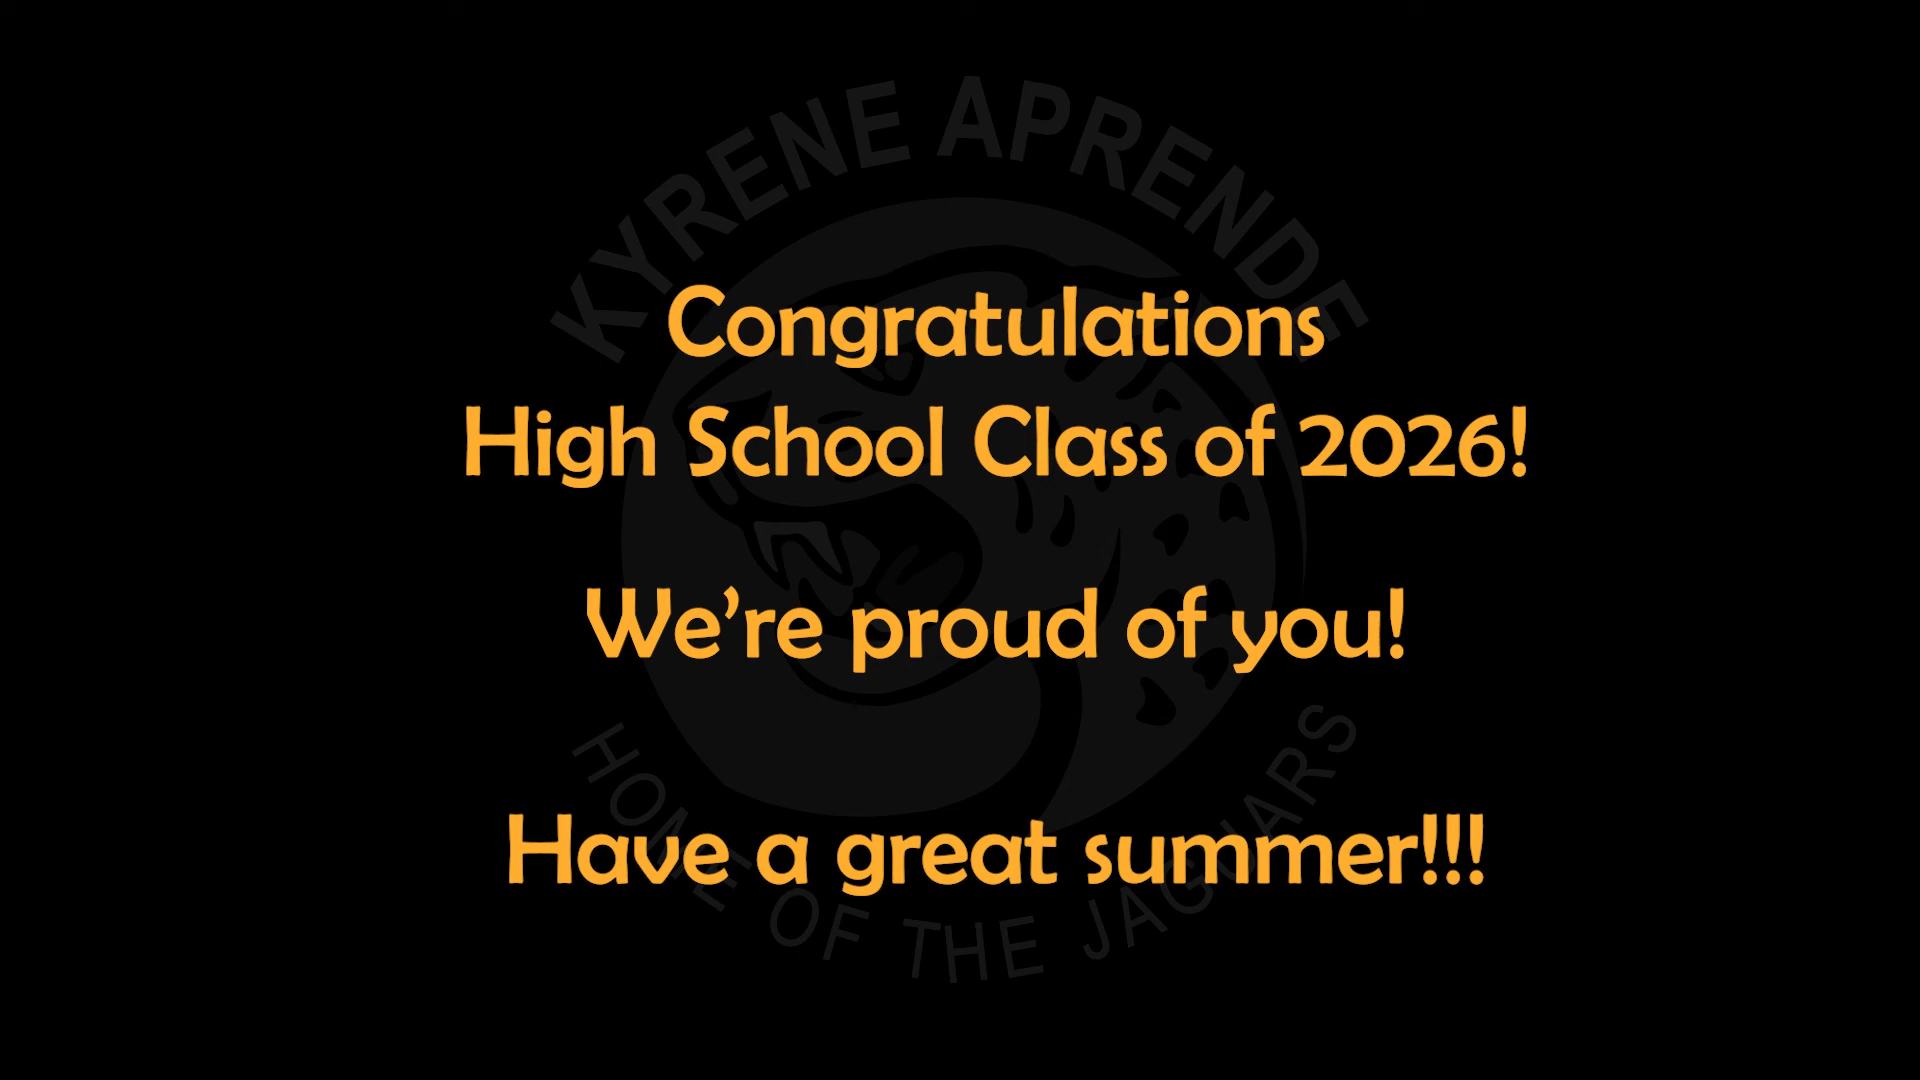 KYRENE APRENDE
Congratulations
High School Class of 2026!
We’re proud of you!
Have a great summer!!!
HOME OF THE JAGUARS